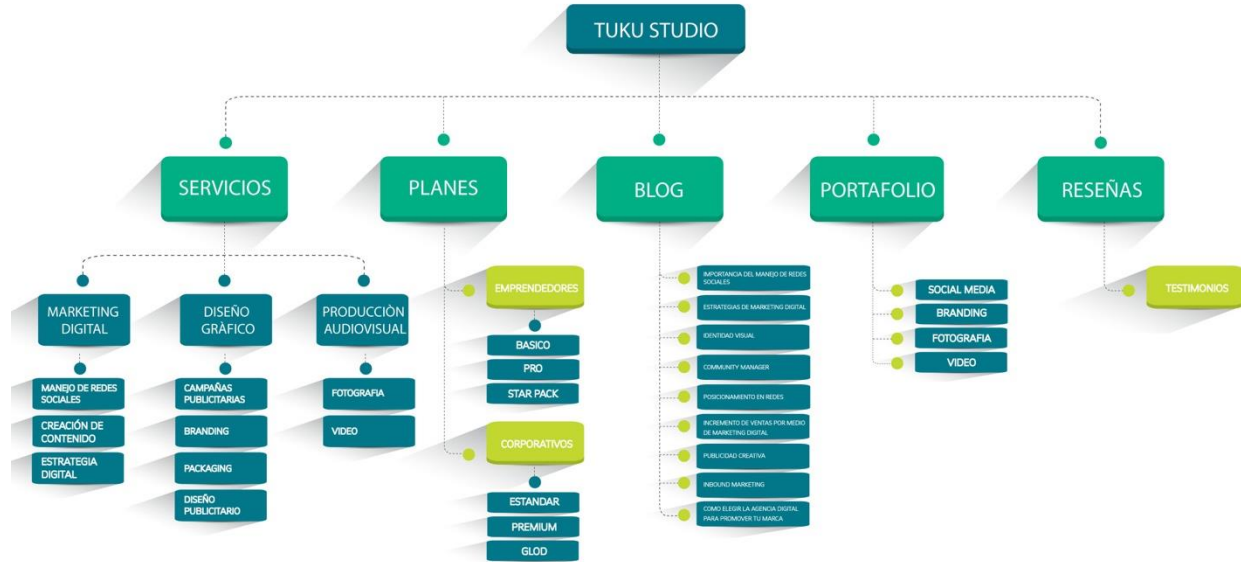 TUKU STUDIO
SERVICIOS
PLANES
BLOG
PORTAFOLIO
RESEÑAS
MARKETING
DIGITAL
DISEÑO
GRÀFICO
PRODUCCIÒN
AUDIOVISUAL
MANEJO DE REDES
SOCIALES
CREACIÓN DE
CONTENIDO
ESTRATEGIA
DIGITAL
CAMPAÑAS
PUBLICITARIAS
BRANDING
PACKAGING
DISEÑO
PUBLICITARIO
FOTOGRAFIA
VIDEO
EMPRENDEDORES
BASICO
PRO
STAR PACK
CORPORATIVOS
ESTANDAR
PREMIUM
GLOD
IMPORTANCIA DEL MANEJO DE REDES
SOCIALES
ESTRATEGIAS DE MARKETING DIGITAL
IDENTIDAD VISUAL
COMMUNITY MANAGER
POSICIONAMIENTO EN REDES
INCREMENTO DE VENTAS POR MEDIO
DE MARKETING DIGITAL
PUBLICIDAD CREATIVA
INBOUND MARKETING
COMO ELEGIR LA AGENCIA DIGITAL
PARA PROMOVER TU MARCA
SOCIAL MEDIA
BRANDING
FOTOGRAFIA
VIDEO
TESTIMONIOS